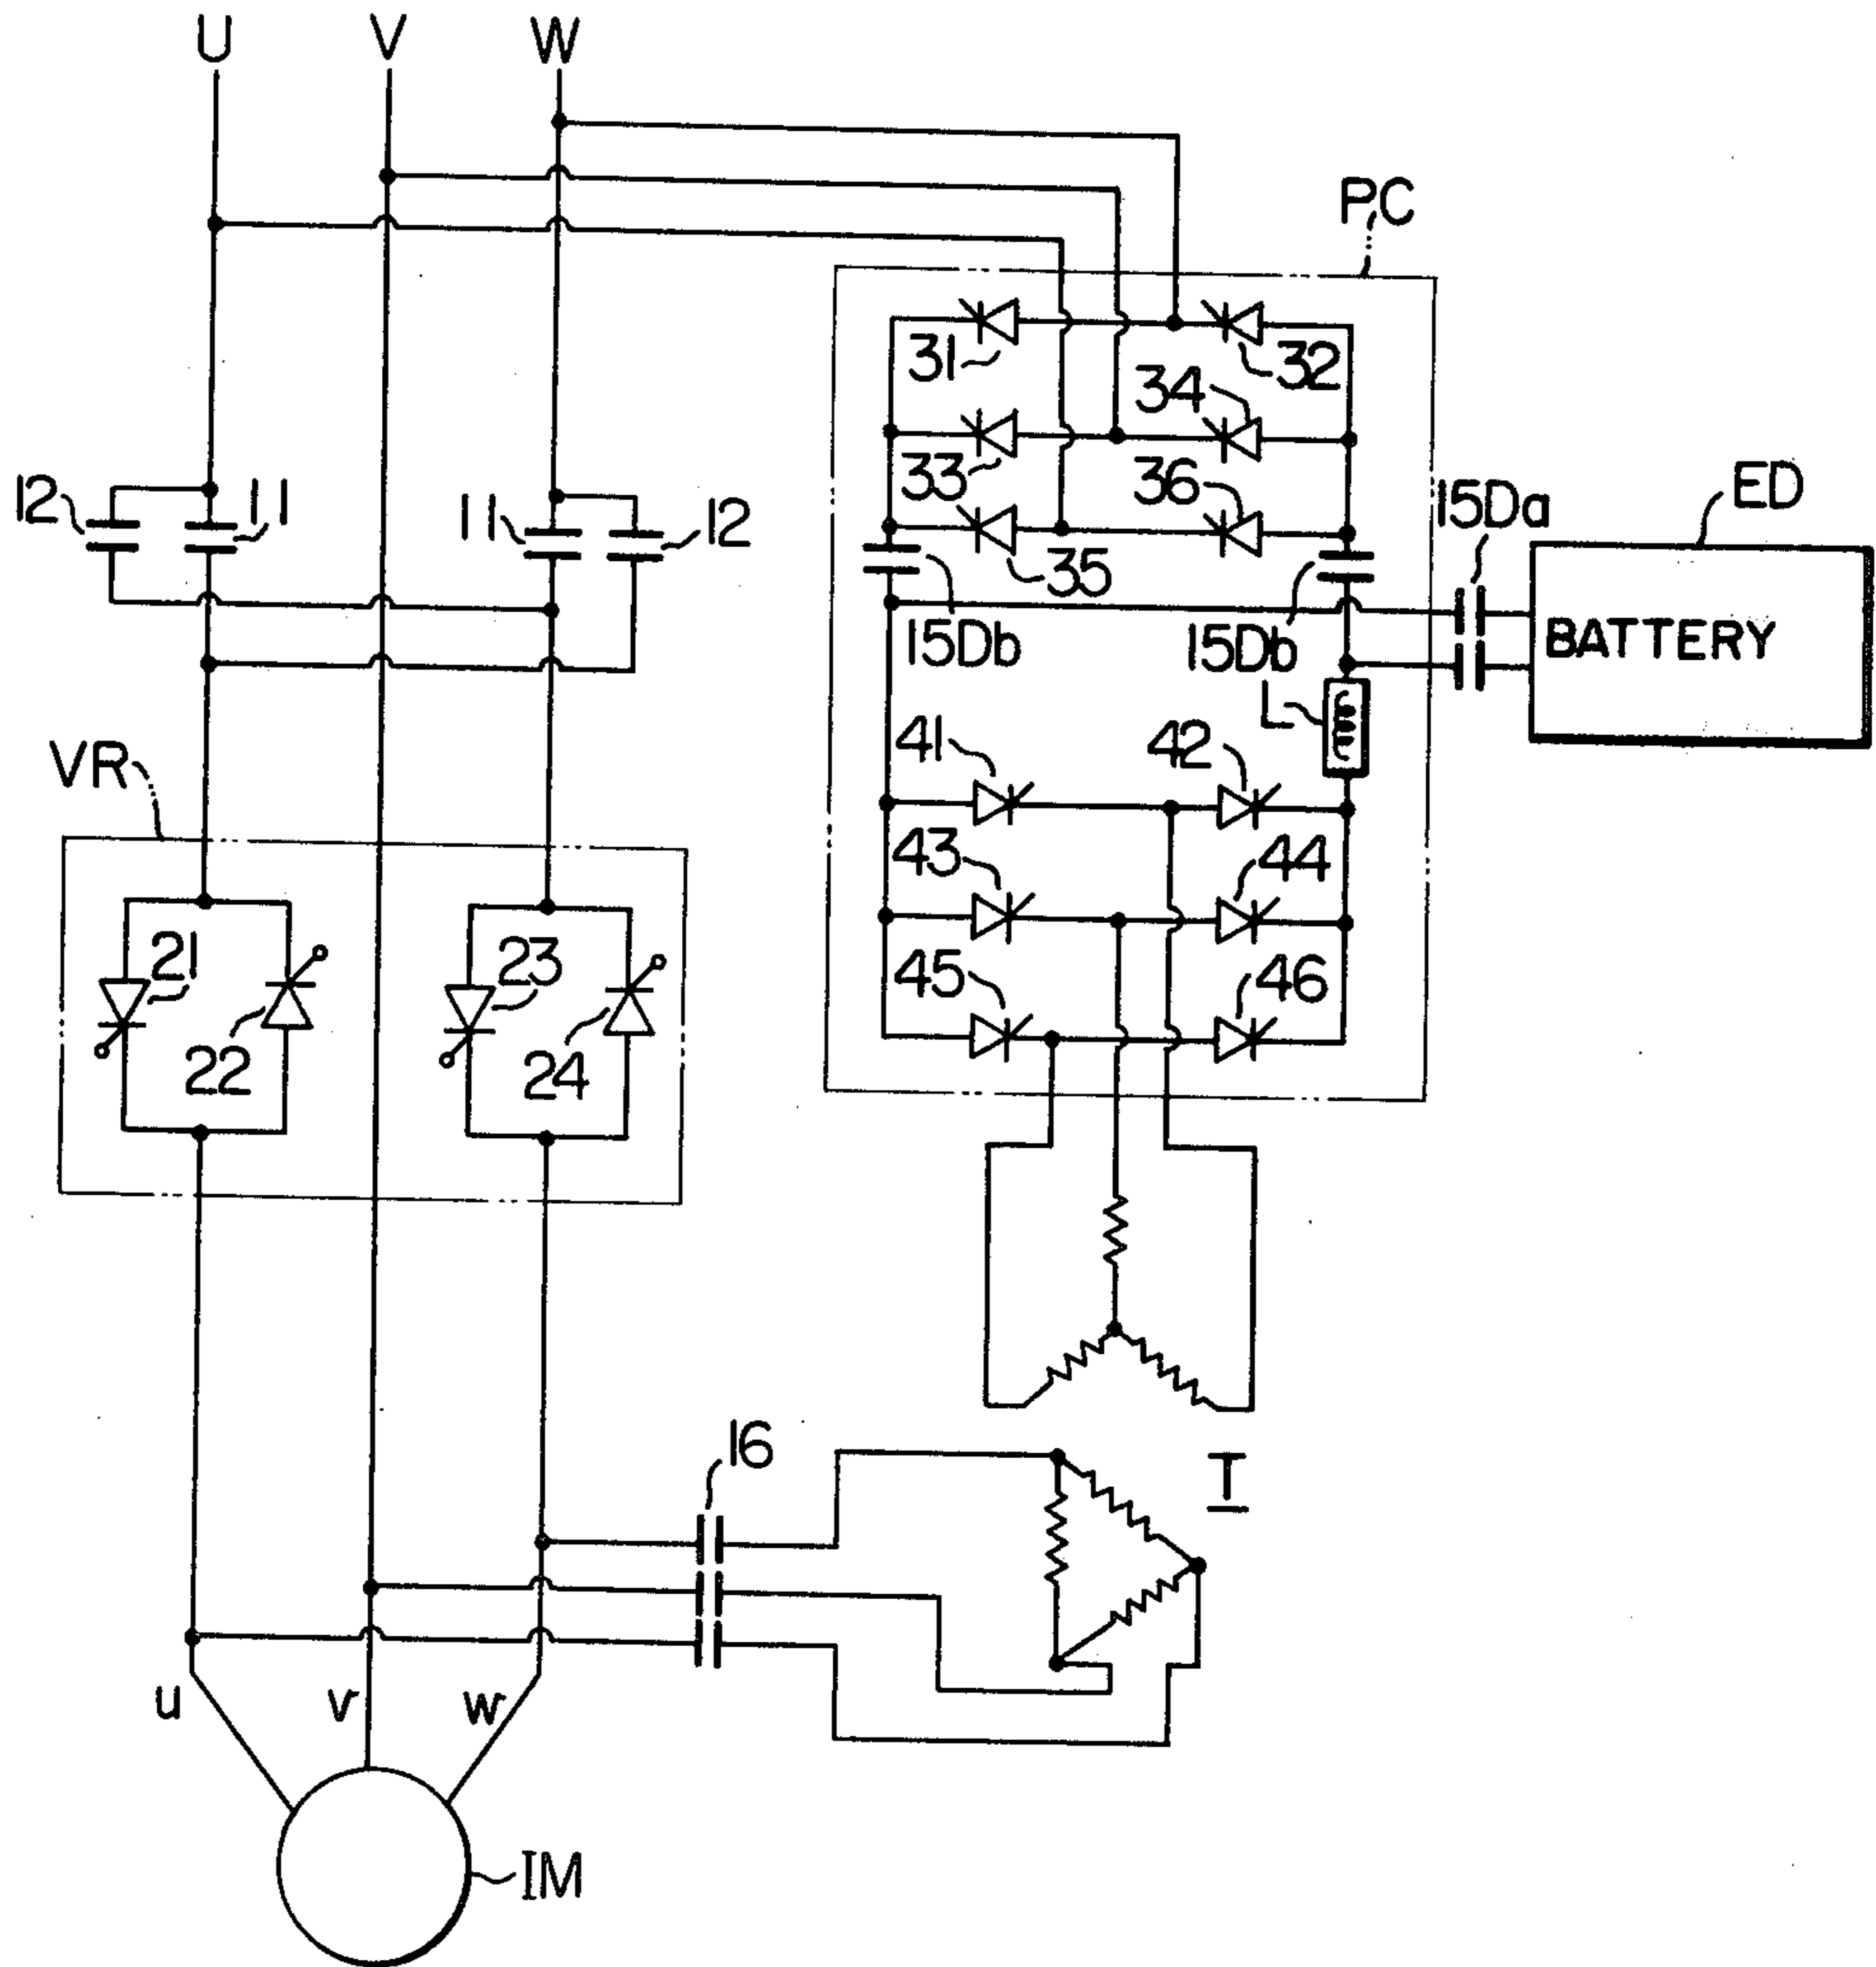 U V W
PC
31 32
34
33 36
35
12 11 11 12
15Da ED
15Db 15Db
BATTERY
L
41 42
VR
43 44
21 23
45 46
22 24
16
T
u v w
IM